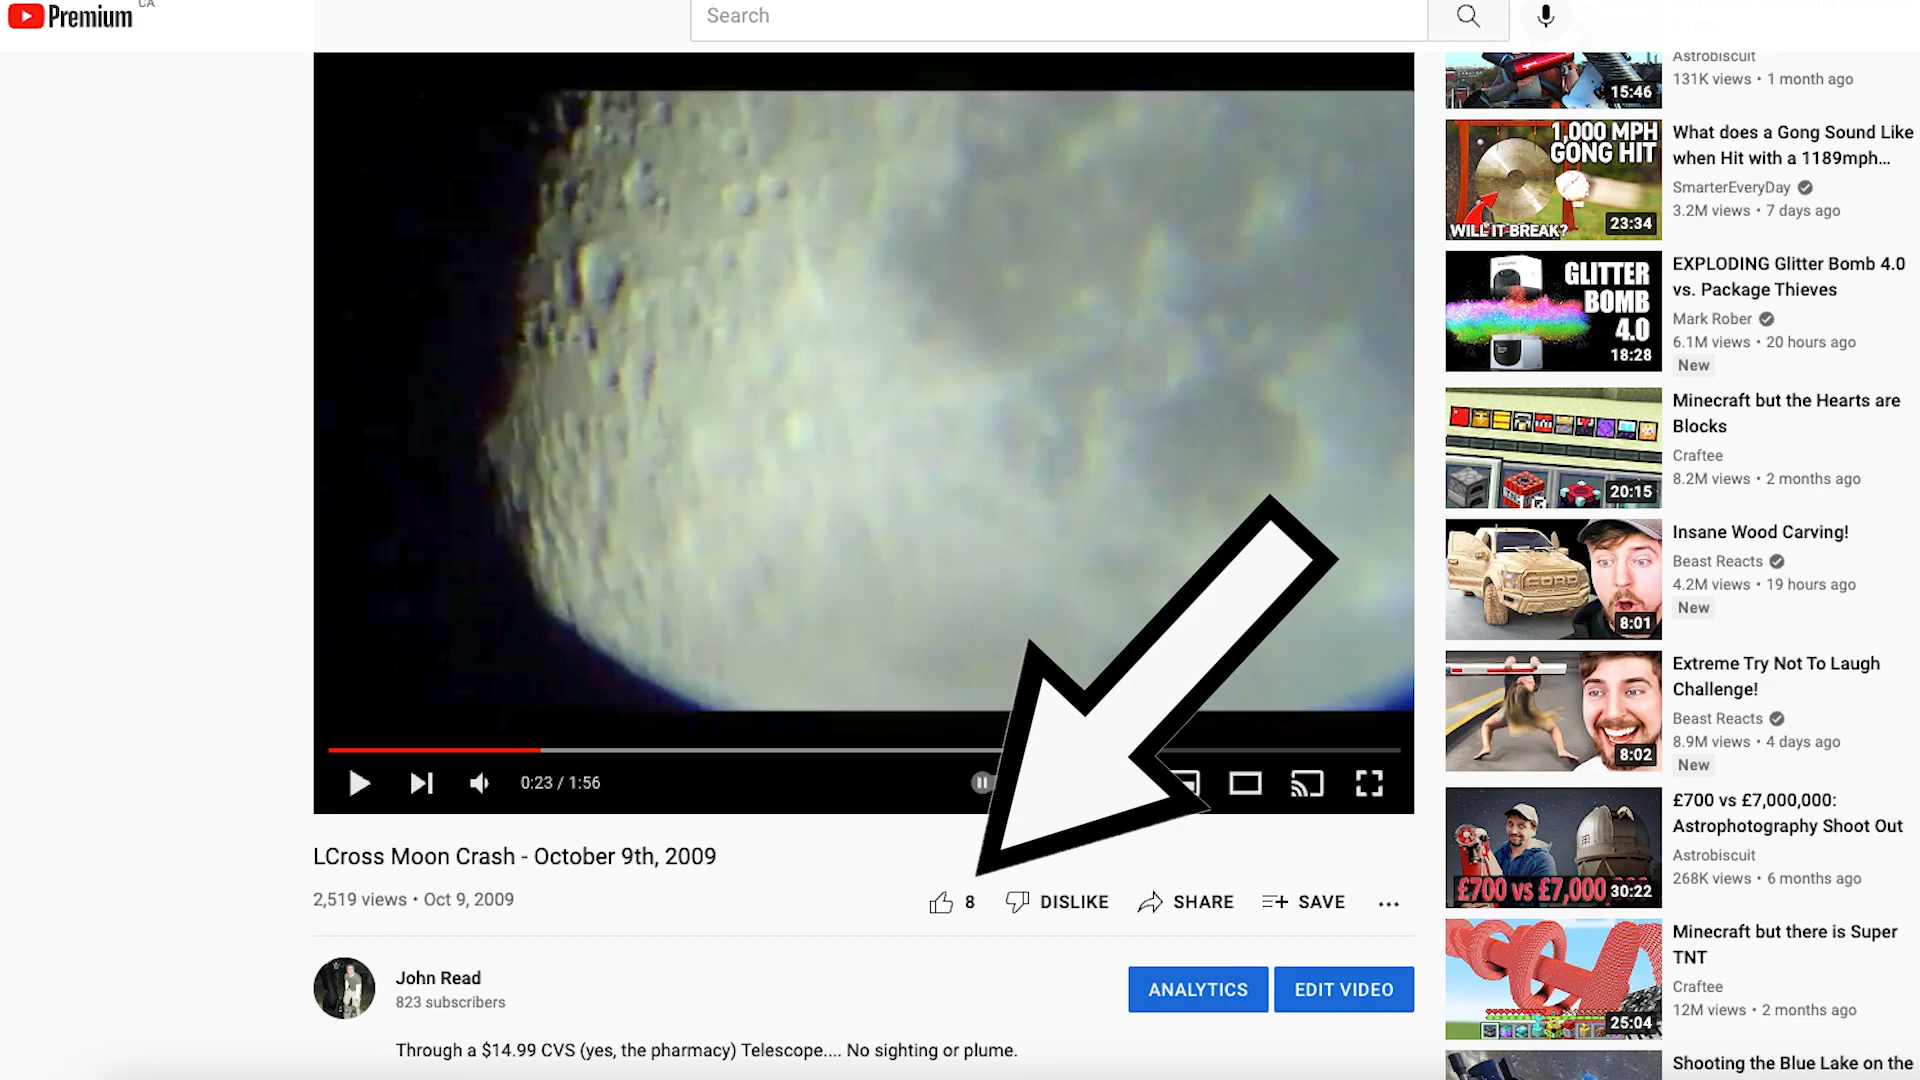 Premium
CA
Search
LCross Moon Crash - October 9th, 2009
2,519 views • Oct 9, 2009
8 DISLIKE SHARE SAVE ...
John Read
823 subscribers
ANALYTICS EDIT VIDEO
Through a $14.99 CVS (yes, the pharmacy) Telescope.... No sighting or plume.
0:23 / 1:56
Astrobiscuit
131K views • 1 month ago
15:46
1,000 MPH
GONG HIT
WILL IT BREAK?
23:34
What does a Gong Sound Like
when Hit with a 1189mph...
SmarterEveryDay
3.2M views • 7 days ago
GLITTER
BOMB
4.0
18:28
EXPLODING Glitter Bomb 4.0
vs. Package Thieves
Mark Rober
6.1M views • 20 hours ago
New
20:15
Minecraft but the Hearts are
Blocks
Craftee
8.2M views • 2 months ago
FORD
8:01
Insane Wood Carving!
Beast Reacts
4.2M views • 19 hours ago
New
8:02
Extreme Try Not To Laugh
Challenge!
Beast Reacts
8.9M views • 4 days ago
New
£700 vs £7,000
30:22
£700 vs £7,000,000:
Astrophotography Shoot Out
Astrobiscuit
268K views • 6 months ago
25:04
Minecraft but there is Super
TNT
Craftee
12M views • 2 months ago
Shooting the Blue Lake on the